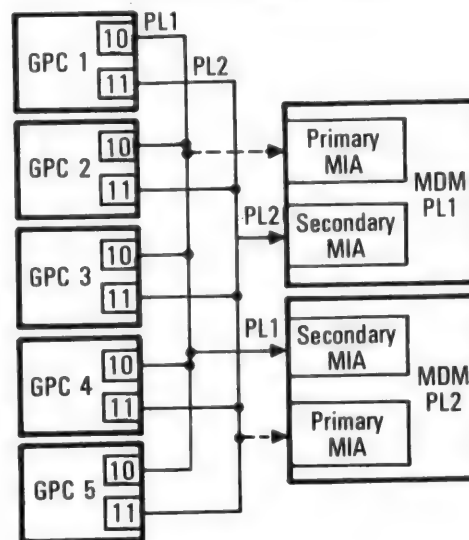 GPC 1
10
11
PL1
PL2
GPC 2
10
11
GPC 3
10
11
GPC 4
10
11
GPC 5
10
11
Primary
MIA
MDM
PL1
PL2
Secondary
MIA
PL1
Secondary
MIA
MDM
PL2
Primary
MIA